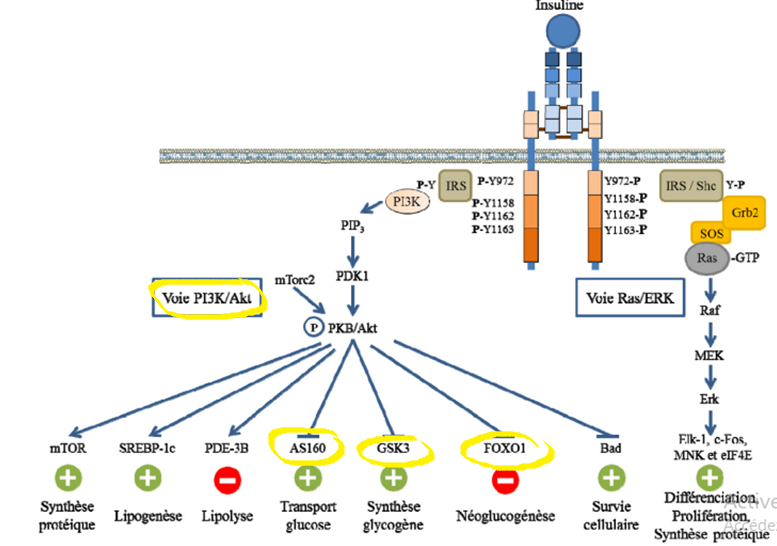 Insuline
P-Y
IRS
P-Y972
Y972-P
IRS / Shc
Y-P
PI3K
P-Y1158
Y1158-P
Grb2
P-Y1162
Y1162-P
P-Y1163
Y1163-P
SOS
PIP3
Ras
-GTP
PDK1
mTorc2
Voie PI3K/Akt
Voie Ras/ERK
Raf
P
PKB/Akt
MEK
Erk
mTOR
SREBP-1c
PDE-3B
AS160
GSK3
FOXO1
Bad
Elk-1, c-Fos,
MNK et eIF4E
Synthèse
protéique
Lipogenèse
Lipolyse
Transport
glucose
Synthèse
glycogène
Néoglucogénèse
Survie
cellulaire
Différenciation,
Prolifération,
Synthèse protéique
Active
Accéde